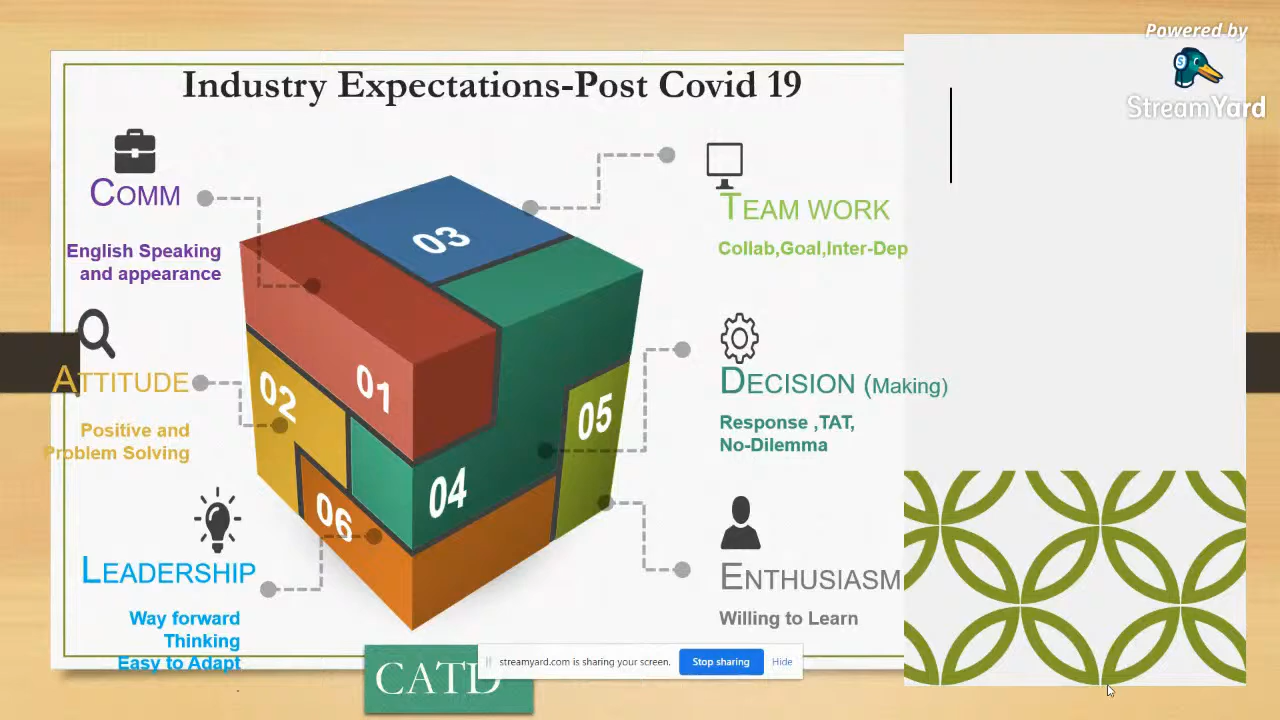 Powered by
StreamYard
Industry Expectations-Post Covid 19
COMM
English Speaking
and appearance
ATTITUDE
Positive and
Problem Solving
LEADERSHIP
Way forward
Thinking
Easy to Adapt
03
01
02
05
04
06
TEAM WORK
Collab,Goal,Inter-Dep
DECISION (Making)
Response ,TAT,
No-Dilemma
ENTHUSIASM
Willing to Learn
CATD
streamyard.com is sharing your screen.
Stop sharing
Hide